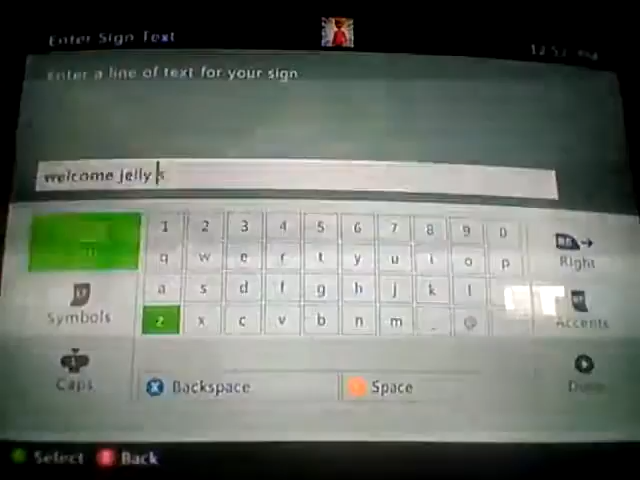 Enter Sign Text
Enter a line of text for your sign
welcome jelly s
1 2 3 4 5 6 7 8 9 0
q w e r t y u i o p
Right
a s d f g h j k l
Symbols
Accents
z x c v b n m _ @
Caps
X Backspace
Space
Done
Select
B Back